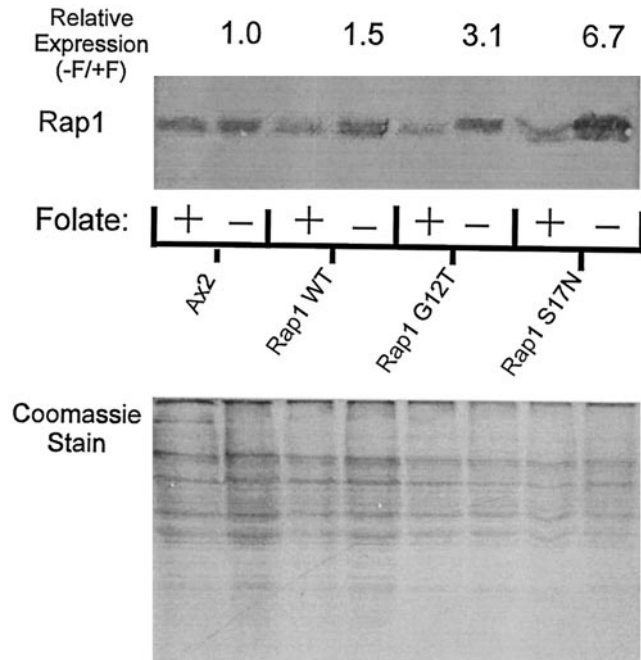 Relative
Expression
(-F/+F)
1.0 1.5 3.1 6.7
Rap1
Folate: + − + − + − + −
Ax2
Rap1 WT
Rap1 G12T
Rap1 S17N
Coomassie
Stain